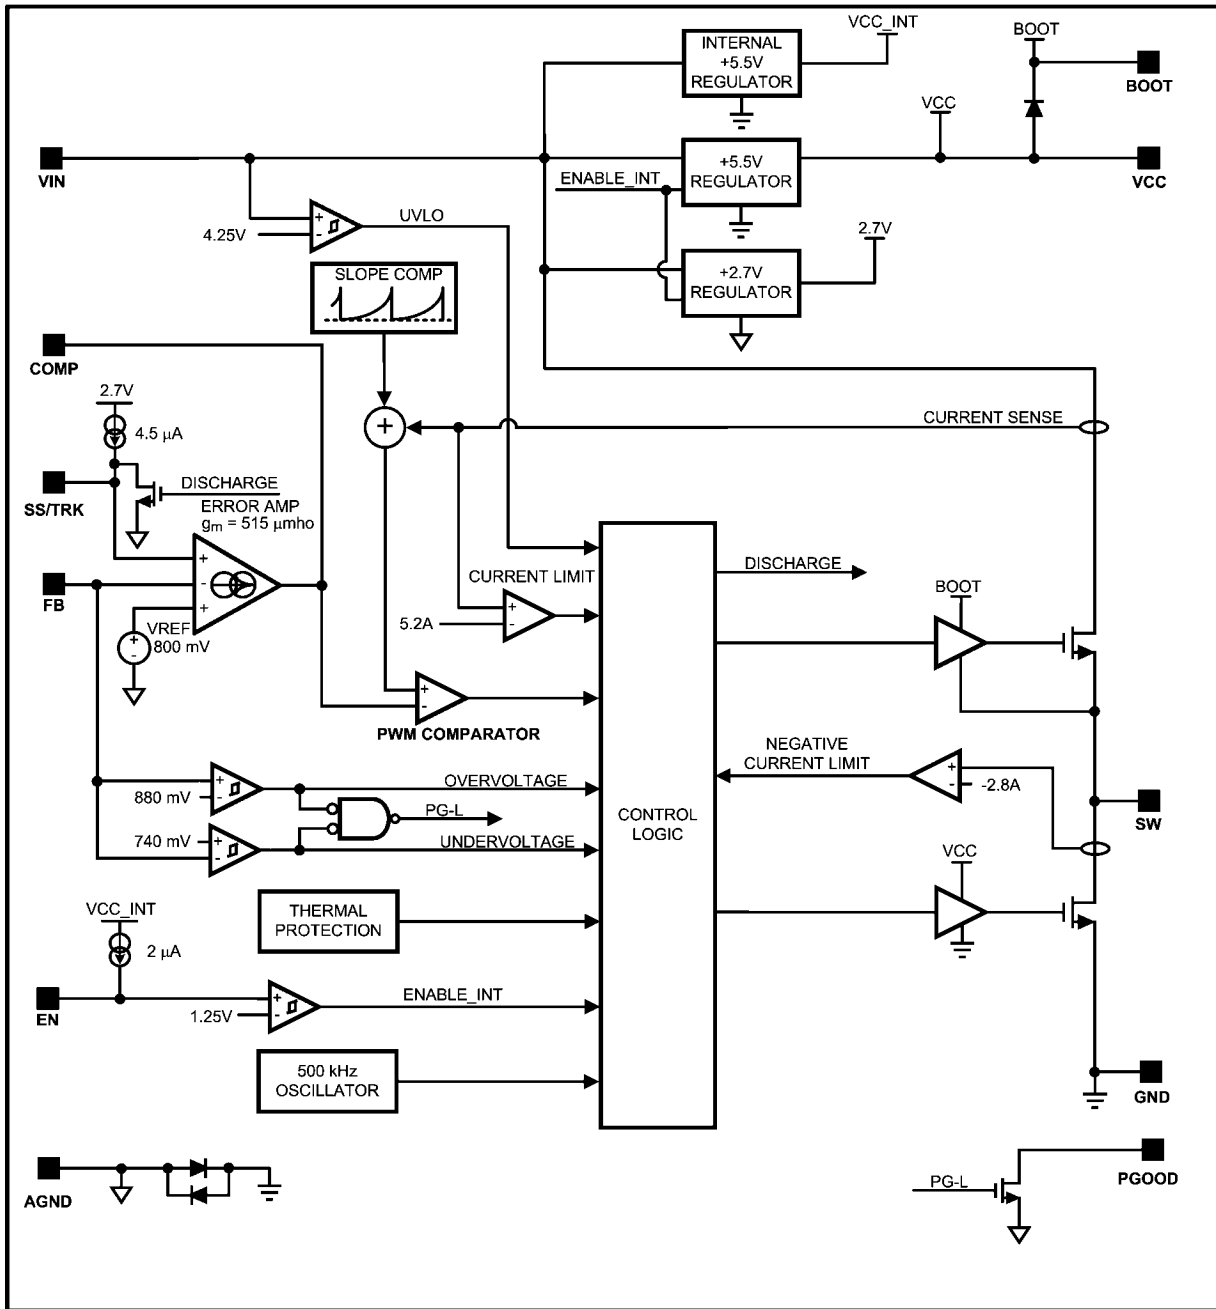 VCC_INT
BOOT
INTERNAL
+5.5V
REGULATOR
BOOT
VCC
VIN
+5.5V
REGULATOR
ENABLE_INT
VCC
+
-
UVLO
4.25V
2.7V
SLOPE COMP
+2.7V
REGULATOR
COMP
2.7V
4.5 µA
+
CURRENT SENSE
SS/TRK
DISCHARGE
ERROR AMP
gm = 515 µmho
+
-
+
FB
VREF
800 mV
+
-
CURRENT LIMIT
+
-
5.2A
DISCHARGE
BOOT
+
-
PWM COMPARATOR
NEGATIVE
CURRENT LIMIT
+
-
-2.8A
OVERVOLTAGE
+
-
880 mV
PG-L
CONTROL
LOGIC
SW
740 mV
+
-
UNDERVOLTAGE
VCC
THERMAL
PROTECTION
VCC_INT
2 µA
EN
+
-
1.25V
ENABLE_INT
500 kHz
OSCILLATOR
GND
AGND
PG-L
PGOOD